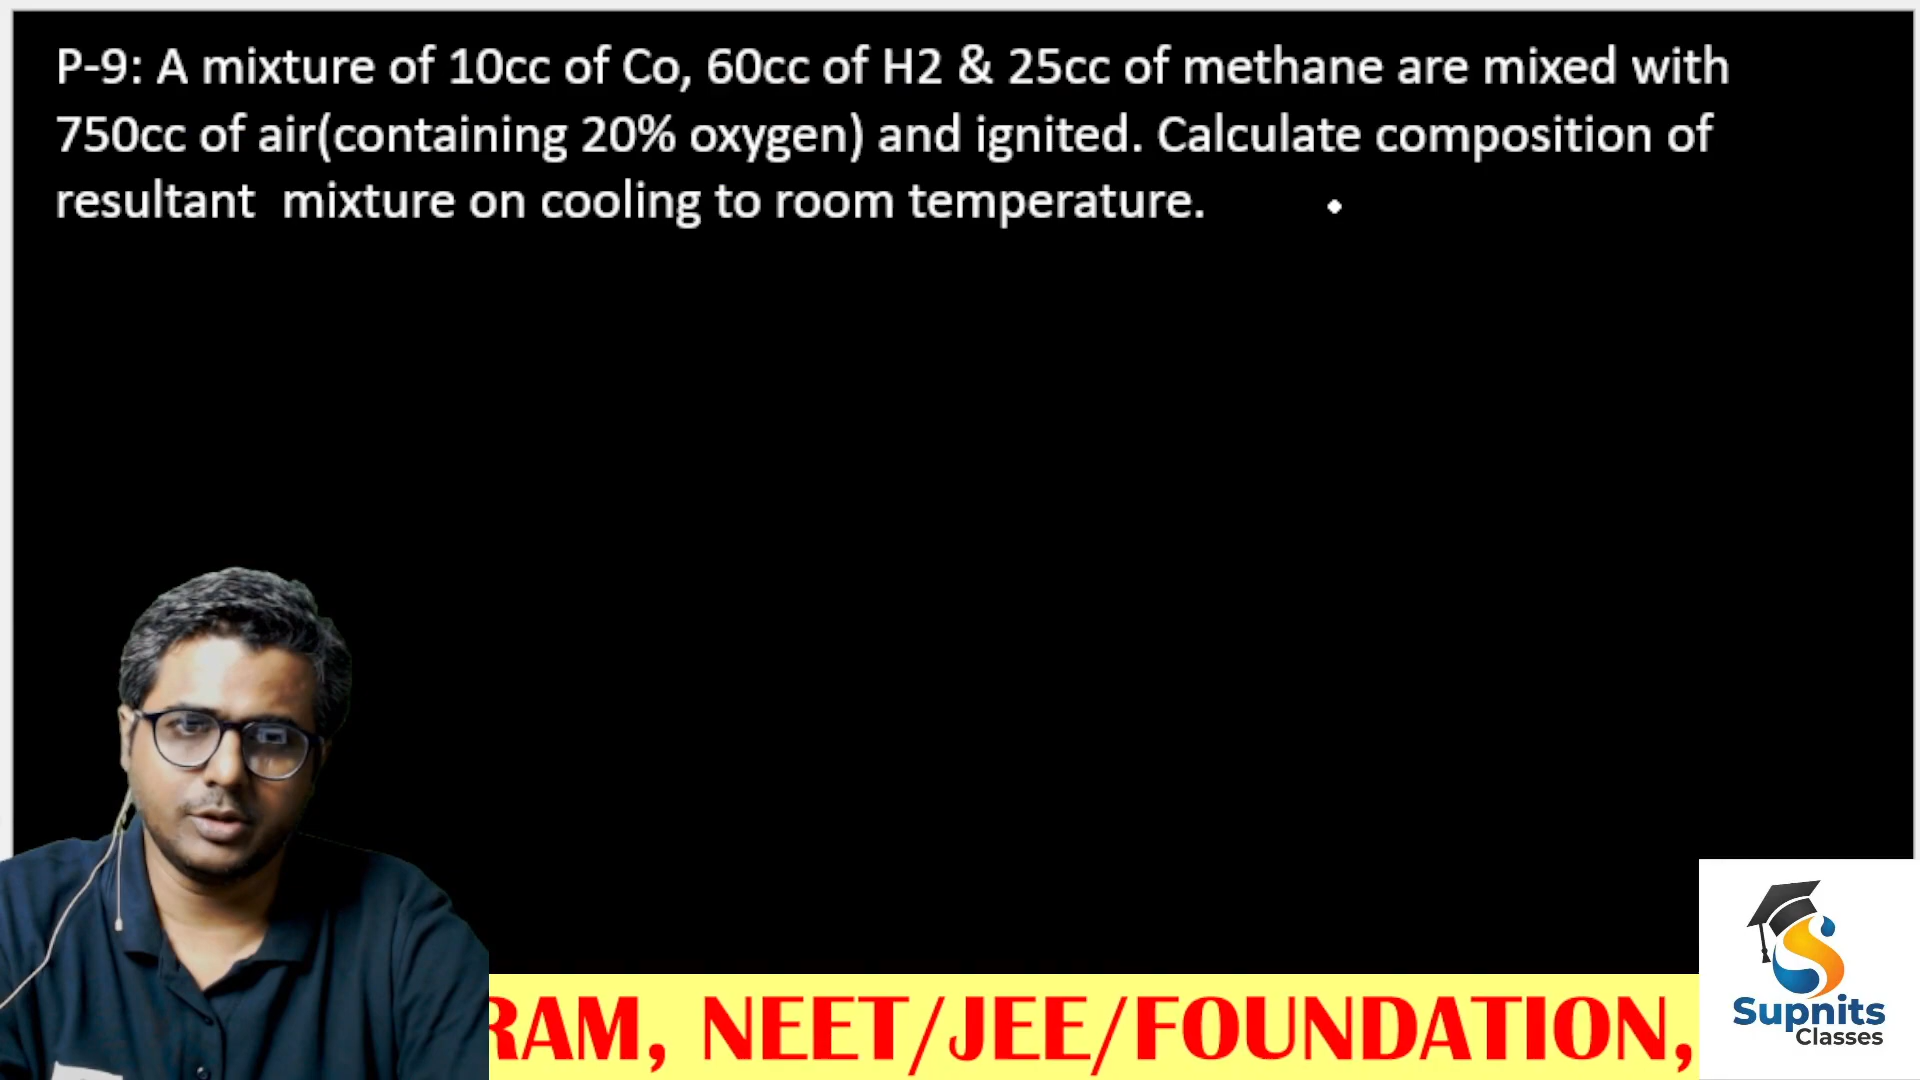 P-9: A mixture of 10cc of Co, 60cc of H2 & 25cc of methane are mixed with
750cc of air(containing 20% oxygen) and ignited. Calculate composition of
resultant mixture on cooling to room temperature.
RAM, NEET/JEE/FOUNDATION,
Supnits
Classes